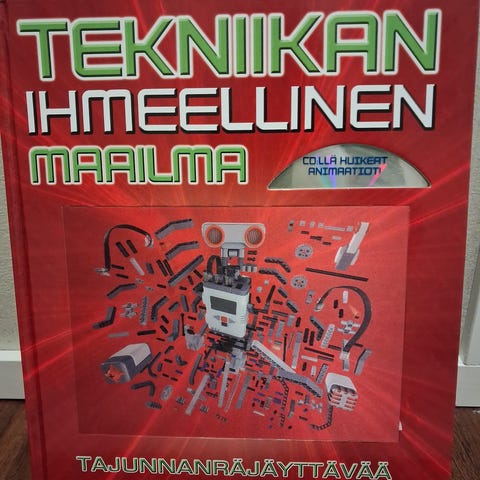 TEKNIIKAN
IHMEELLINEN
MAAILMA
CD:LLÄ HUIKEAT
ANIMAATIOT!
TAJUNNANRÄJÄYTTÄVÄÄ